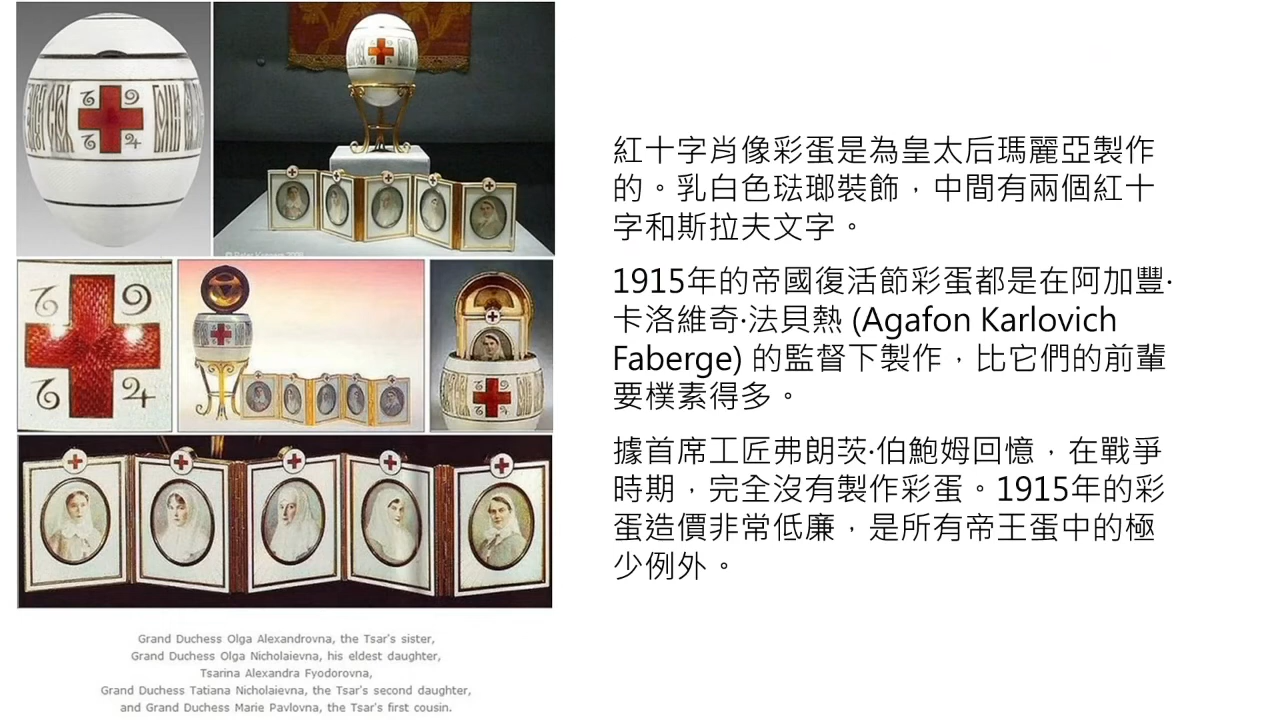 紅十字肖像彩蛋是為皇太后瑪麗亞製作
的。乳白色琺瑯裝飾，中間有兩個紅十
字和斯拉夫文字。
1915年的帝國復活節彩蛋都是在阿加豐·
卡洛維奇·法貝熱 (Agafon Karlovich
Faberge) 的監督下製作，比它們的前輩
要樸素得多。
據首席工匠弗朗茨·伯鮑姆回憶，在戰爭
時期，完全沒有製作彩蛋。1915年的彩
蛋造價非常低廉，是所有帝王蛋中的極
少例外。
Grand Duchess Olga Alexandrovna, the Tsar's sister,
Grand Duchess Olga Nicholaievna, his eldest daughter,
Tsarina Alexandra Fyodorovna,
Grand Duchess Tatiana Nicholaievna, the Tsar's second daughter,
and Grand Duchess Marie Pavlovna, the Tsar's first cousin.